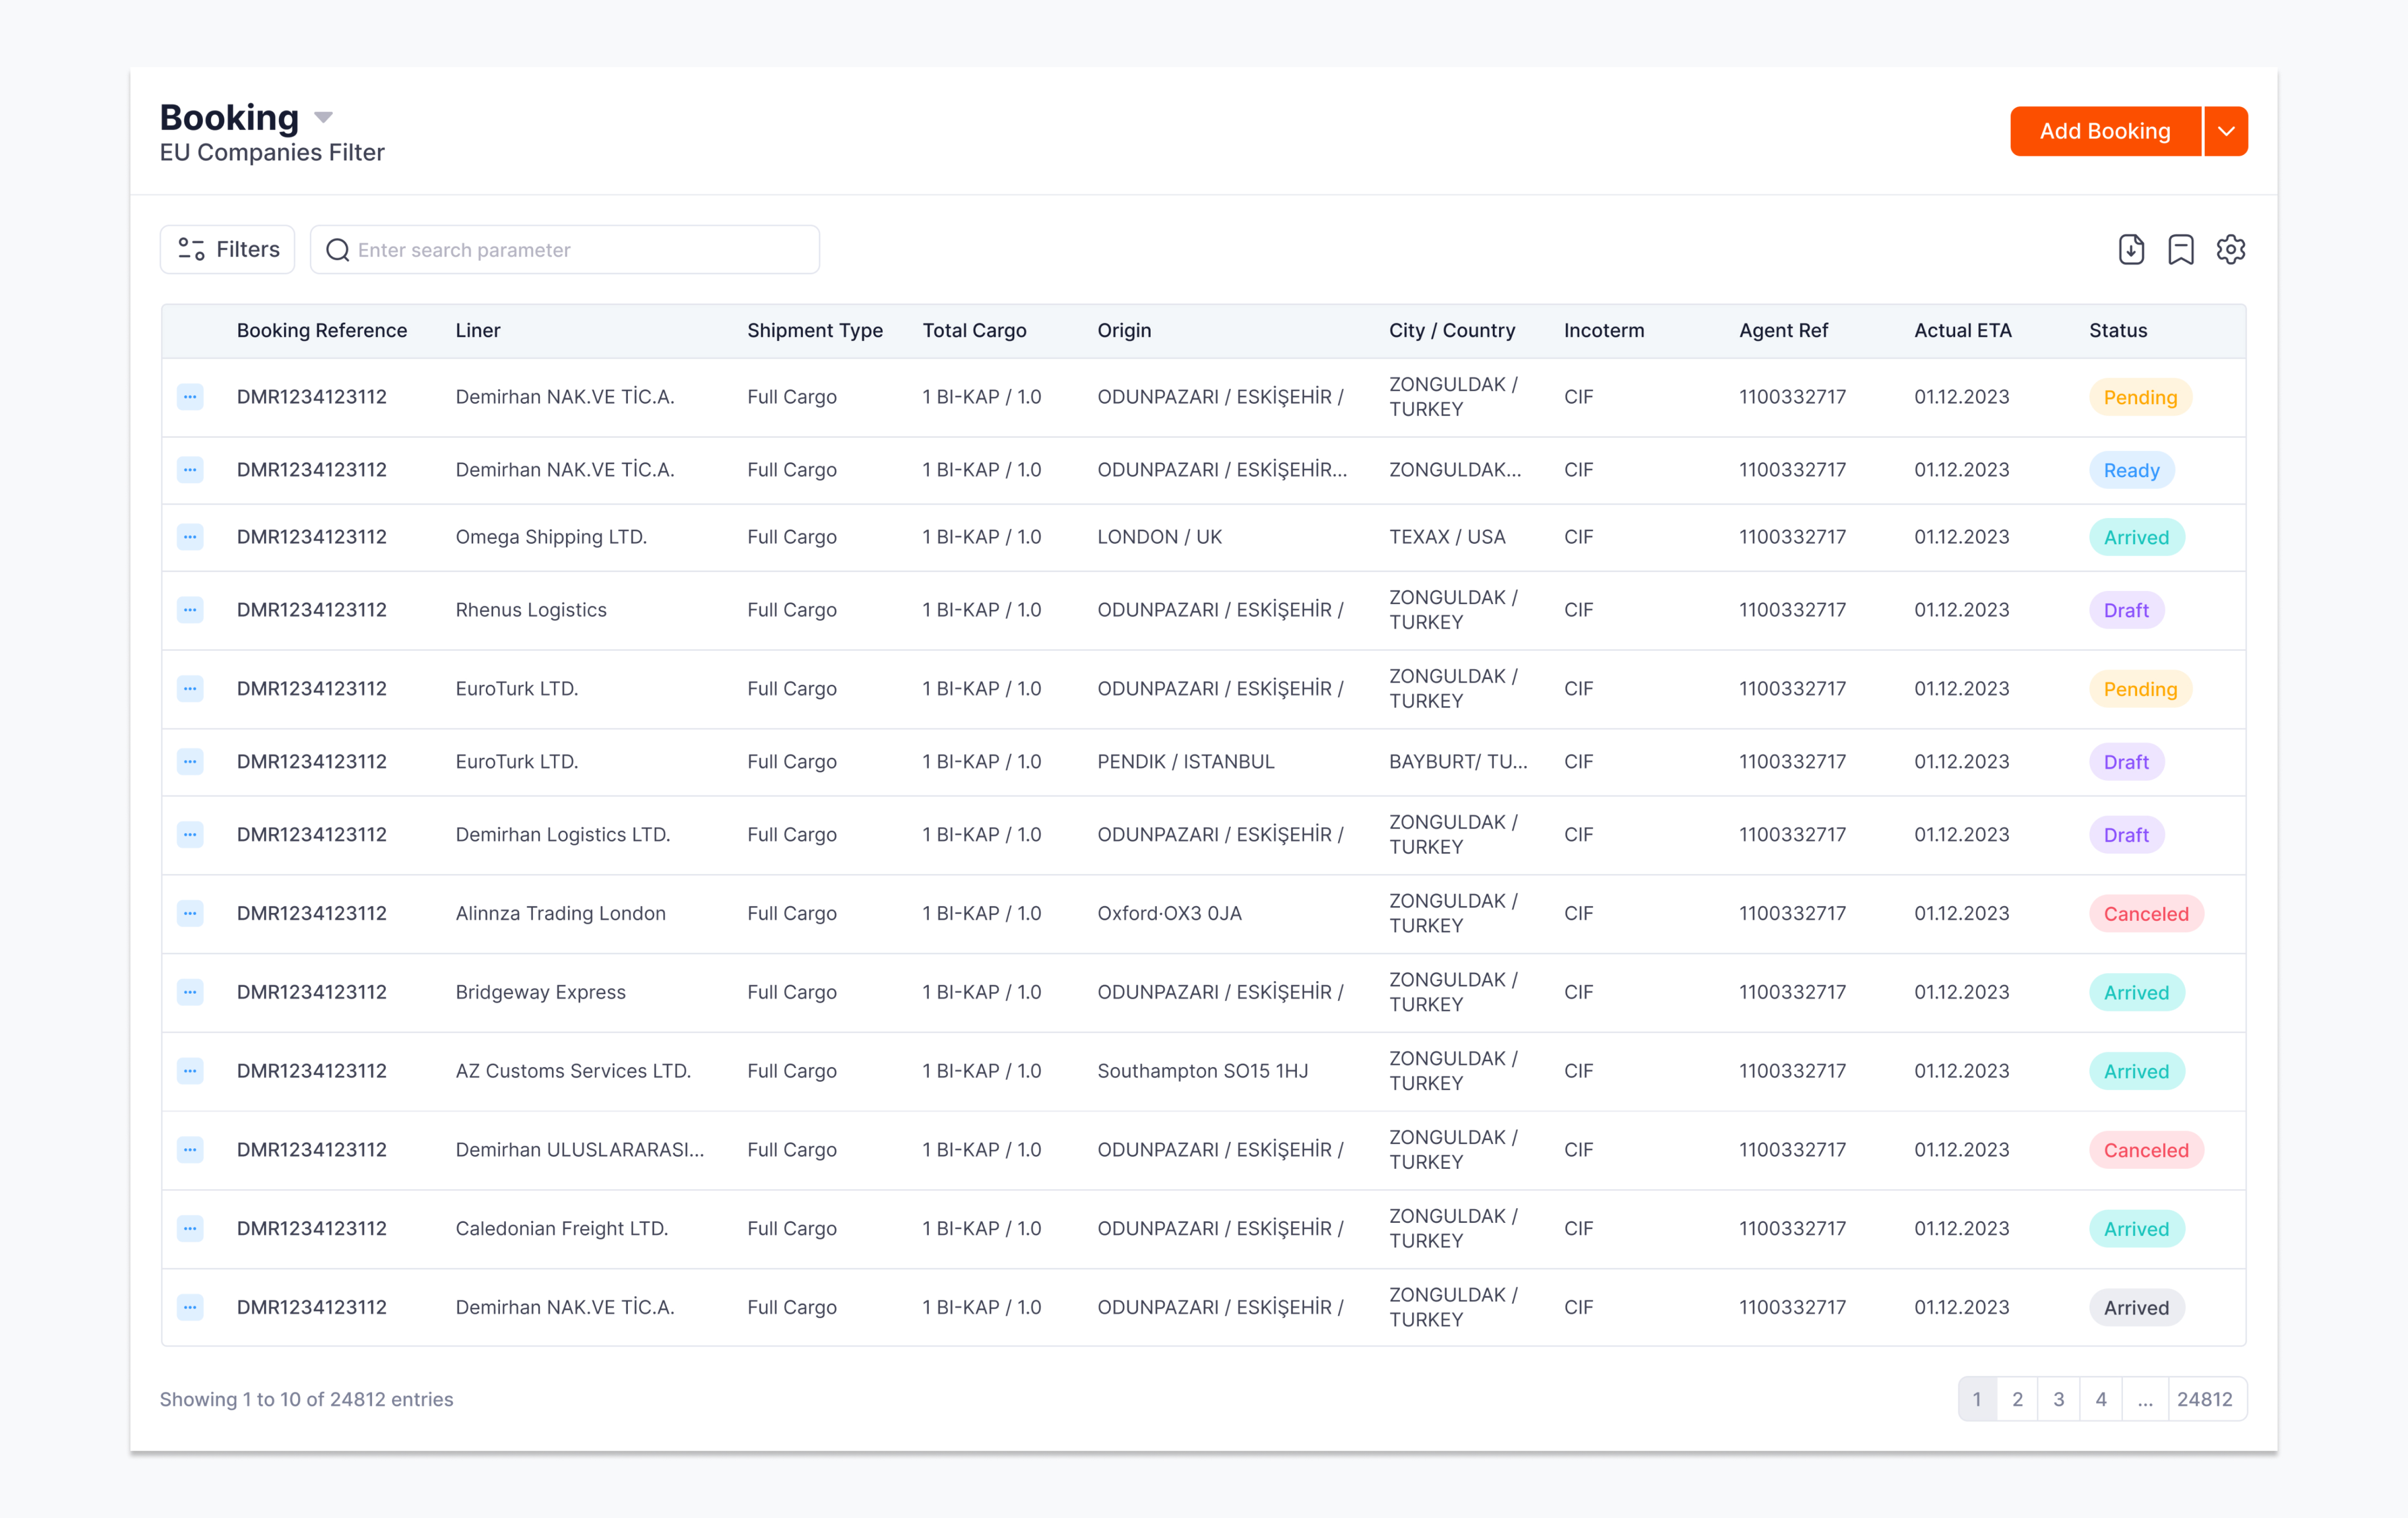 Booking
EU Companies Filter
Add Booking
Filters
Enter search parameter
Booking Reference Liner Shipment Type Total Cargo Origin City / Country Incoterm Agent Ref Actual ETA Status
DMR1234123112 Demirhan NAK.VE TİC.A. Full Cargo 1 BI-KAP / 1.0 ODUNPAZARI / ESKİŞEHİR / ZONGULDAK / TURKEY CIF 1100332717 01.12.2023 Pending
DMR1234123112 Demirhan NAK.VE TİC.A. Full Cargo 1 BI-KAP / 1.0 ODUNPAZARI / ESKİŞEHİR... ZONGULDAK... CIF 1100332717 01.12.2023 Ready
DMR1234123112 Omega Shipping LTD. Full Cargo 1 BI-KAP / 1.0 LONDON / UK TEXAX / USA CIF 1100332717 01.12.2023 Arrived
DMR1234123112 Rhenus Logistics Full Cargo 1 BI-KAP / 1.0 ODUNPAZARI / ESKİŞEHİR / ZONGULDAK / TURKEY CIF 1100332717 01.12.2023 Draft
DMR1234123112 EuroTurk LTD. Full Cargo 1 BI-KAP / 1.0 ODUNPAZARI / ESKİŞEHİR / ZONGULDAK / TURKEY CIF 1100332717 01.12.2023 Pending
DMR1234123112 EuroTurk LTD. Full Cargo 1 BI-KAP / 1.0 PENDIK / ISTANBUL BAYBURT/ TU... CIF 1100332717 01.12.2023 Draft
DMR1234123112 Demirhan Logistics LTD. Full Cargo 1 BI-KAP / 1.0 ODUNPAZARI / ESKİŞEHİR / ZONGULDAK / TURKEY CIF 1100332717 01.12.2023 Draft
DMR1234123112 Alinnza Trading London Full Cargo 1 BI-KAP / 1.0 Oxford·OX3 0JA ZONGULDAK / TURKEY CIF 1100332717 01.12.2023 Canceled
DMR1234123112 Bridgeway Express Full Cargo 1 BI-KAP / 1.0 ODUNPAZARI / ESKİŞEHİR / ZONGULDAK / TURKEY CIF 1100332717 01.12.2023 Arrived
DMR1234123112 AZ Customs Services LTD. Full Cargo 1 BI-KAP / 1.0 Southampton SO15 1HJ ZONGULDAK / TURKEY CIF 1100332717 01.12.2023 Arrived
DMR1234123112 Demirhan ULUSLARARASI... Full Cargo 1 BI-KAP / 1.0 ODUNPAZARI / ESKİŞEHİR / ZONGULDAK / TURKEY CIF 1100332717 01.12.2023 Canceled
DMR1234123112 Caledonian Freight LTD. Full Cargo 1 BI-KAP / 1.0 ODUNPAZARI / ESKİŞEHİR / ZONGULDAK / TURKEY CIF 1100332717 01.12.2023 Arrived
DMR1234123112 Demirhan NAK.VE TİC.A. Full Cargo 1 BI-KAP / 1.0 ODUNPAZARI / ESKİŞEHİR / ZONGULDAK / TURKEY CIF 1100332717 01.12.2023 Arrived
Showing 1 to 10 of 24812 entries
1 2 3 4 ... 24812